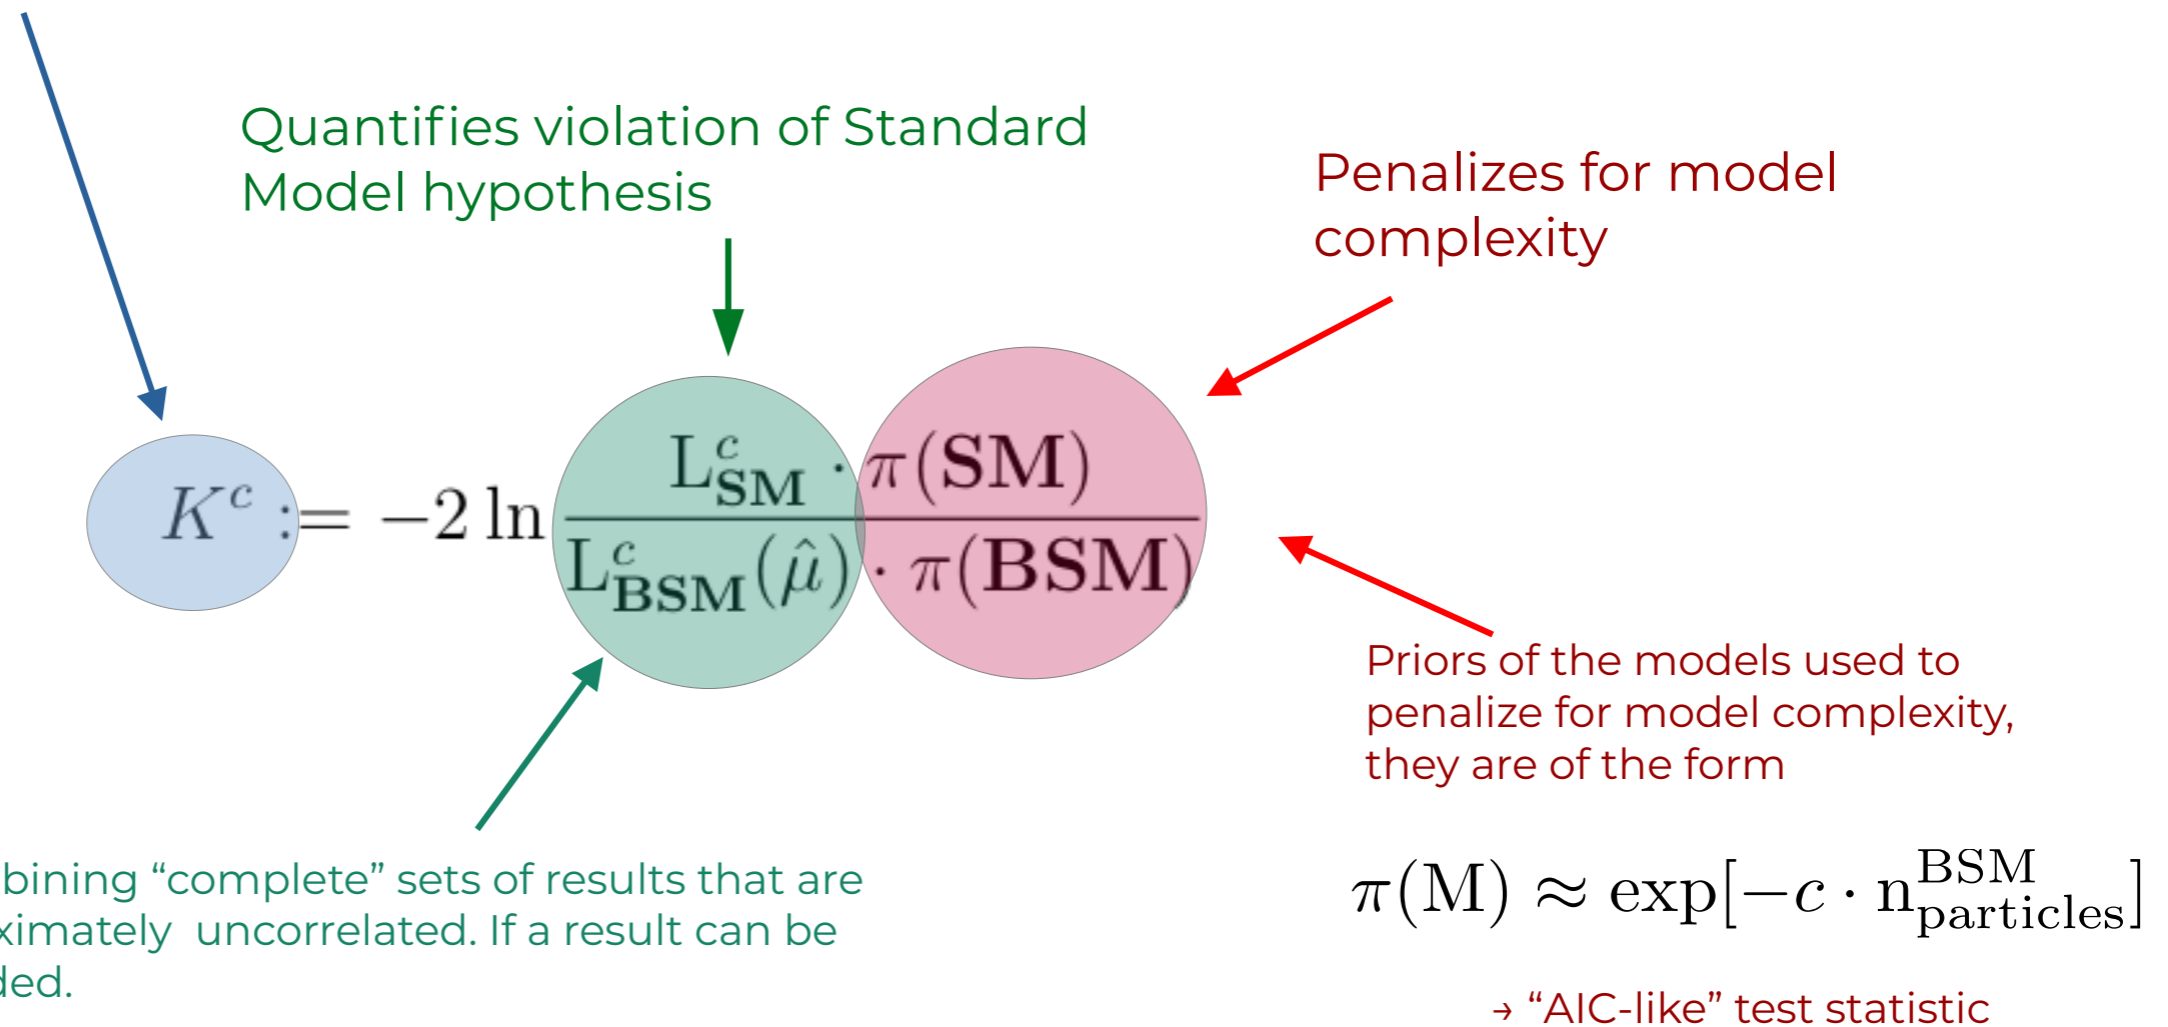 Quantifies violation of Standard
Model hypothesis
Penalizes for model
complexity
K^c := −2 ln (L^c_SM · π(SM)) / (L^c_BSM(μ̂) · π(BSM))
Priors of the models used to
penalize for model complexity,
they are of the form
π(M) ≈ exp[−c · n^BSM_particles]
→ “AIC-like” test statistic
bining “complete” sets of results that are
ximately uncorrelated. If a result can be
ded.